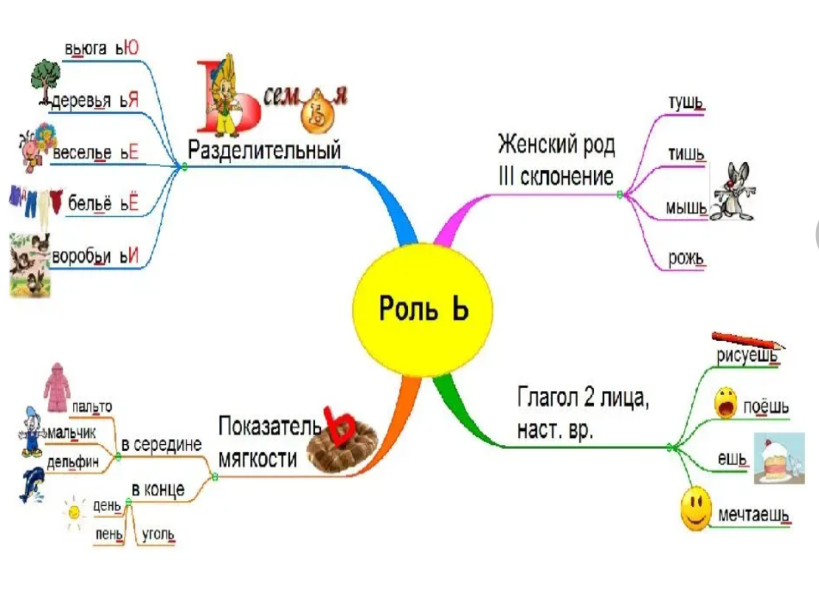 вьюга ьЮ
деревья ьЯ
веселье ьЕ
бельё ьЁ
воробьи ьИ
Ь
семья
Ь
Разделительный
Женский род
III склонение
тушь
тишь
мышь
рожь
Роль Ь
Показатель
мягкости
Ь
в середине
пальто
мальчик
дельфин
в конце
день
пень
уголь
Глагол 2 лица,
наст. вр.
рисуешь
поёшь
ешь
мечтаешь